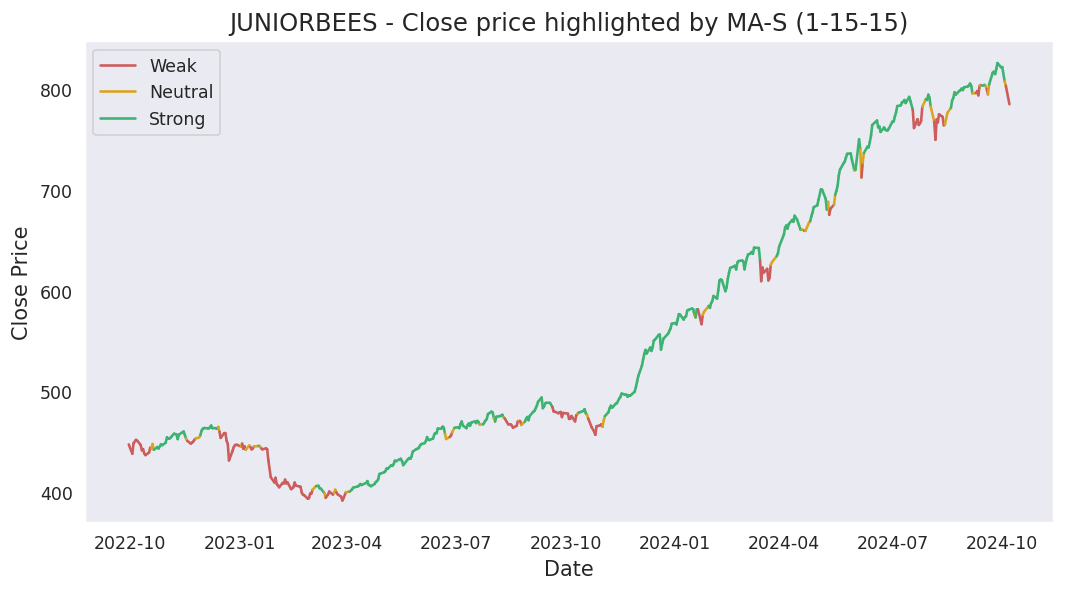 JUNIORBEES - Close price highlighted by MA-S (1-15-15)
Weak
Neutral
Strong
Close Price
800
700
600
500
400
2022-10 2023-01 2023-04 2023-07 2023-10 2024-01 2024-04 2024-07 2024-10
Date